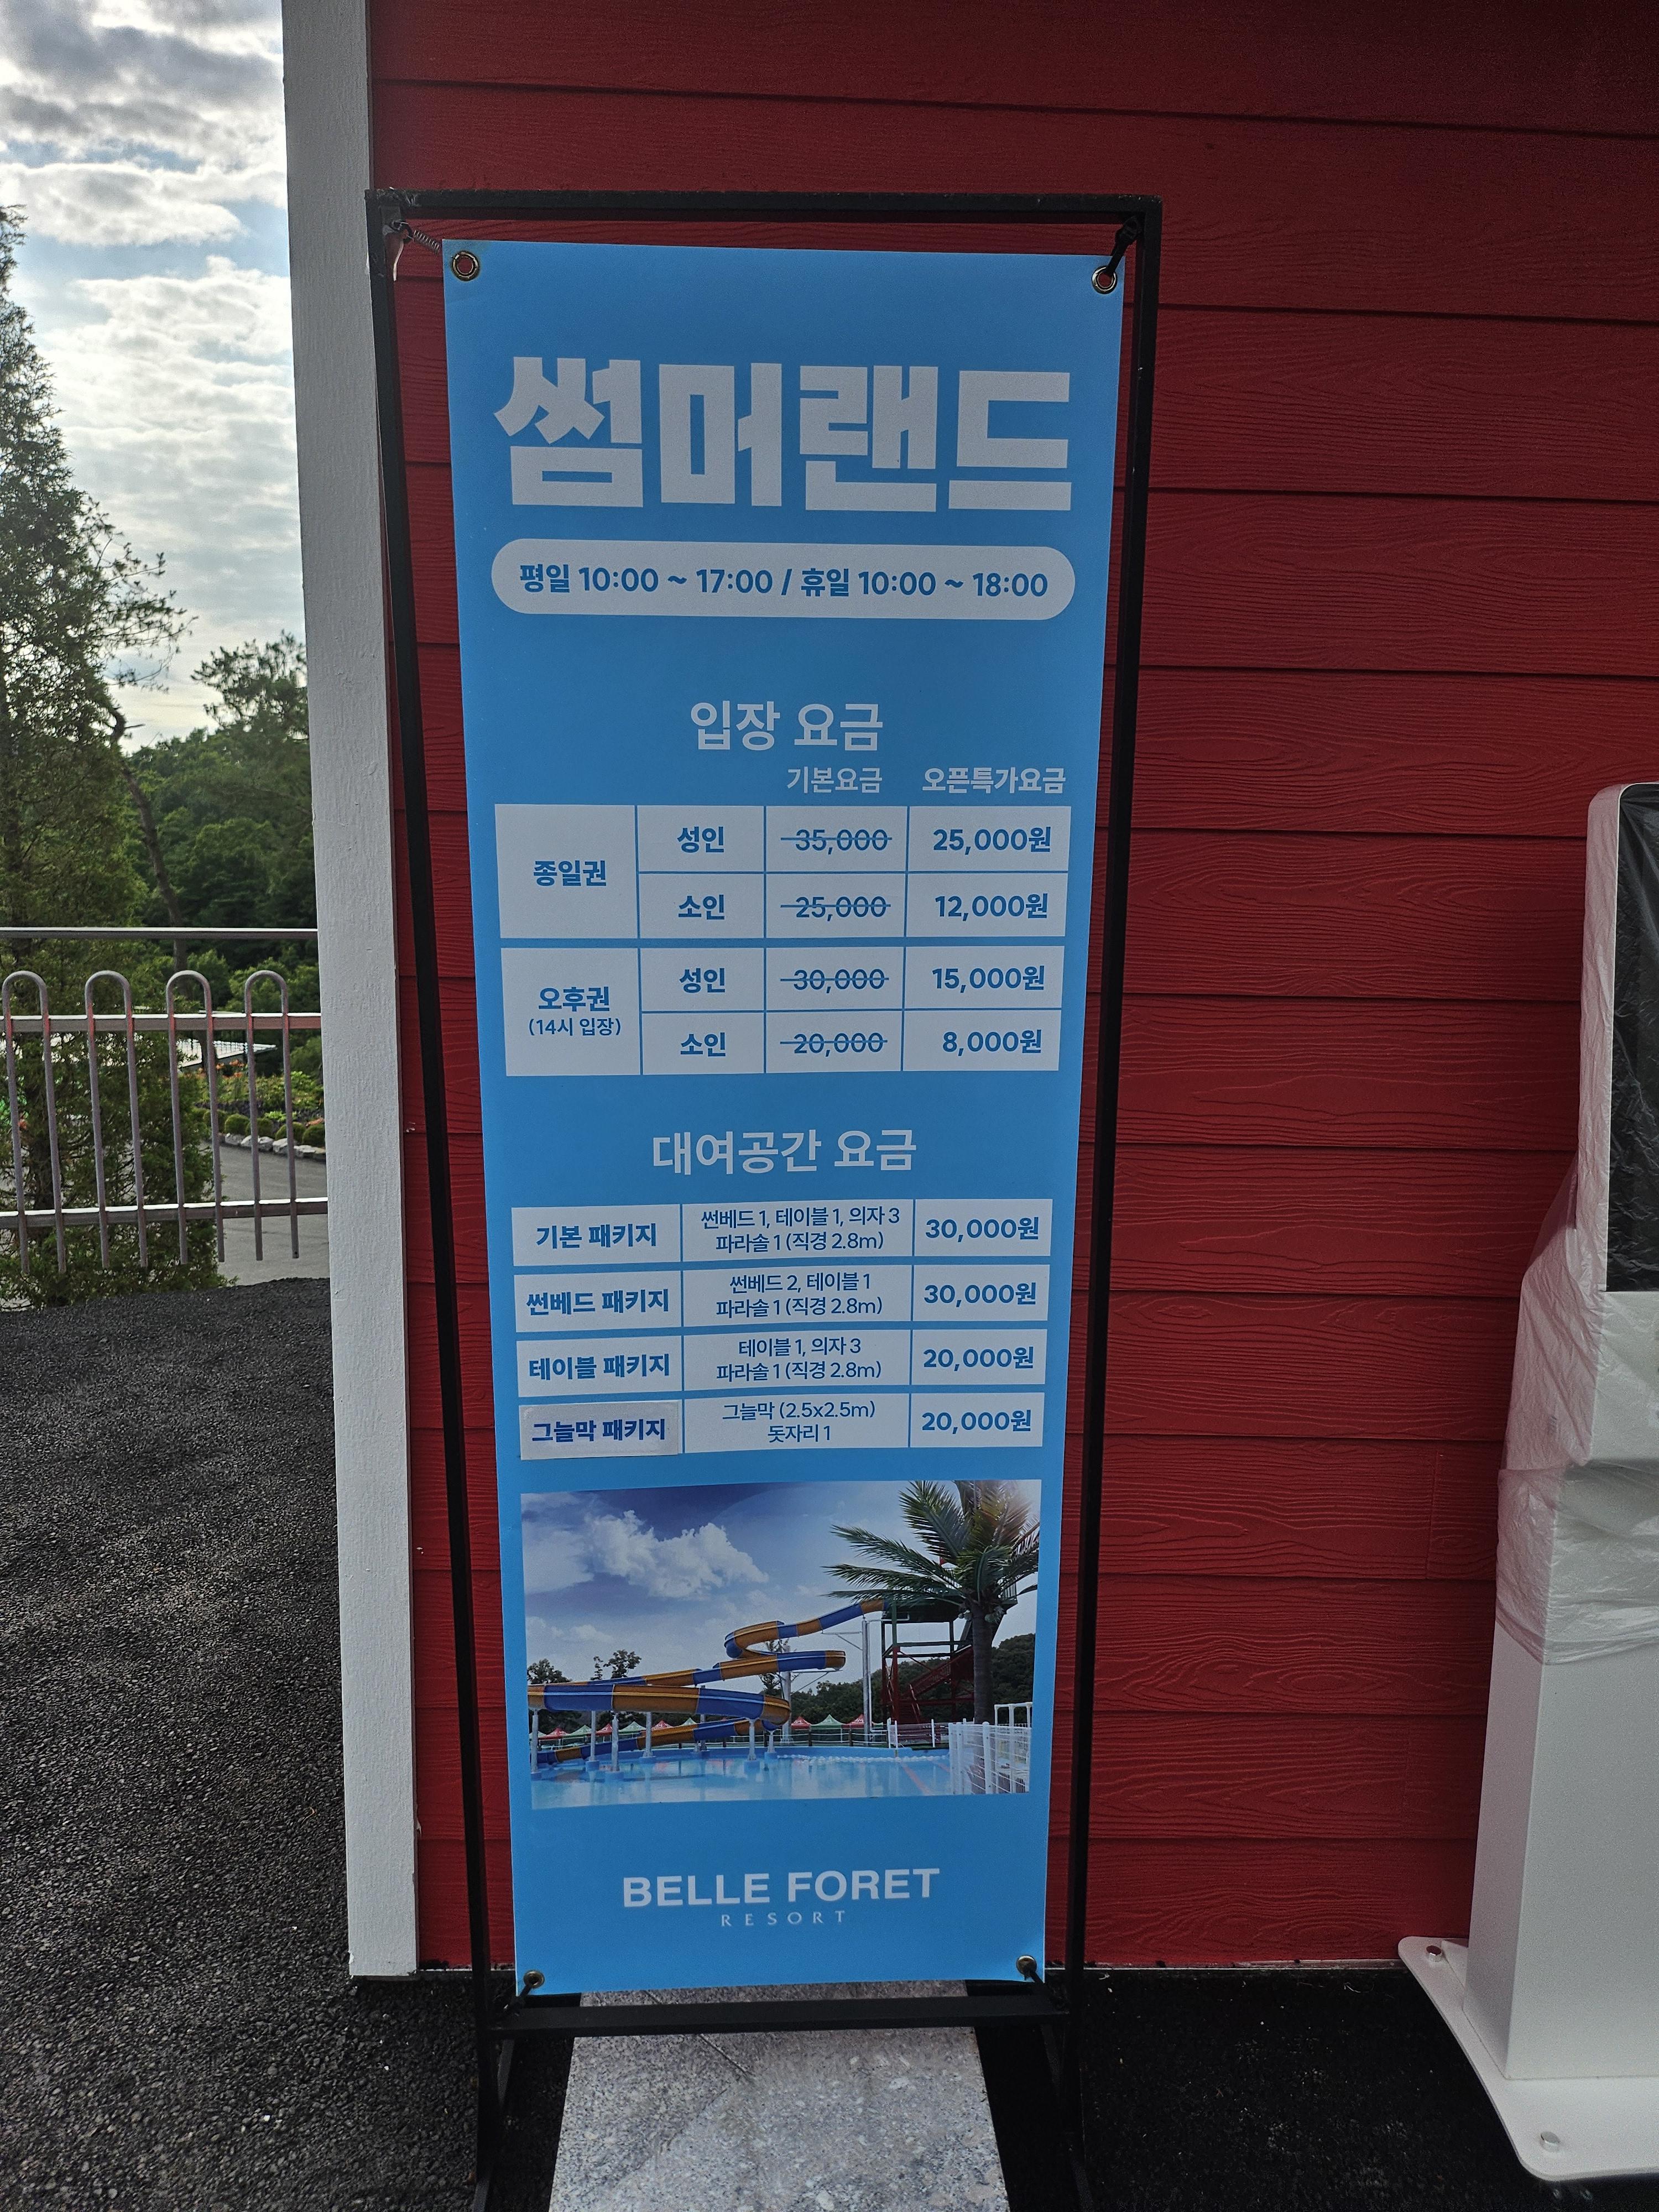 썸머랜드
평일 10:00 ~ 17:00 / 휴일 10:00 ~ 18:00
입장 요금
기본요금 오픈특가요금
종일권
성인 35,000 25,000원
소인 25,000 12,000원
오후권
(14시 입장)
성인 30,000 15,000원
소인 20,000 8,000원
대여공간 요금
기본 패키지
썬베드 1, 테이블 1, 의자 3
파라솔 1 (직경 2.8m)
30,000원
썬베드 패키지
썬베드 2, 테이블 1
파라솔 1 (직경 2.8m)
30,000원
테이블 패키지
테이블 1, 의자 3
파라솔 1 (직경 2.8m)
20,000원
그늘막 패키지
그늘막 (2.5x2.5m)
돗자리 1
20,000원
BELLE FORET
RESORT